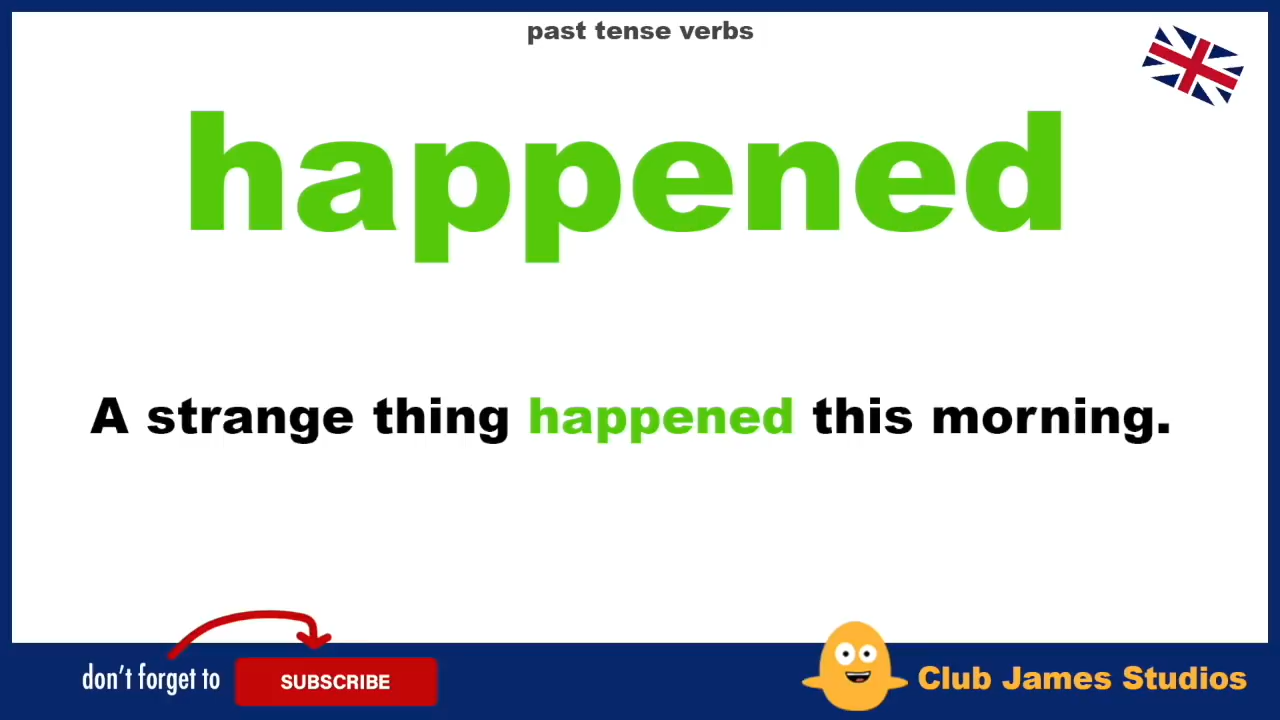 past tense verbs
happened
A strange thing happened this morning.
don't forget to SUBSCRIBE
Club James Studios